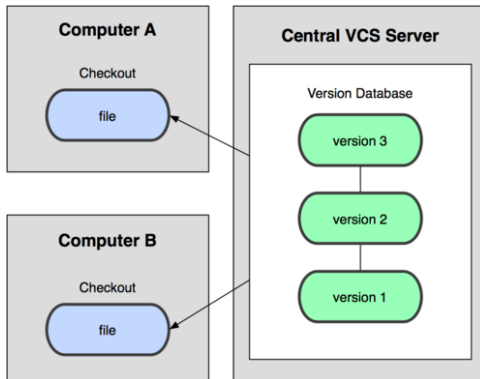 Computer A
Checkout
file
Computer B
Checkout
file
Central VCS Server
Version Database
version 3
version 2
version 1